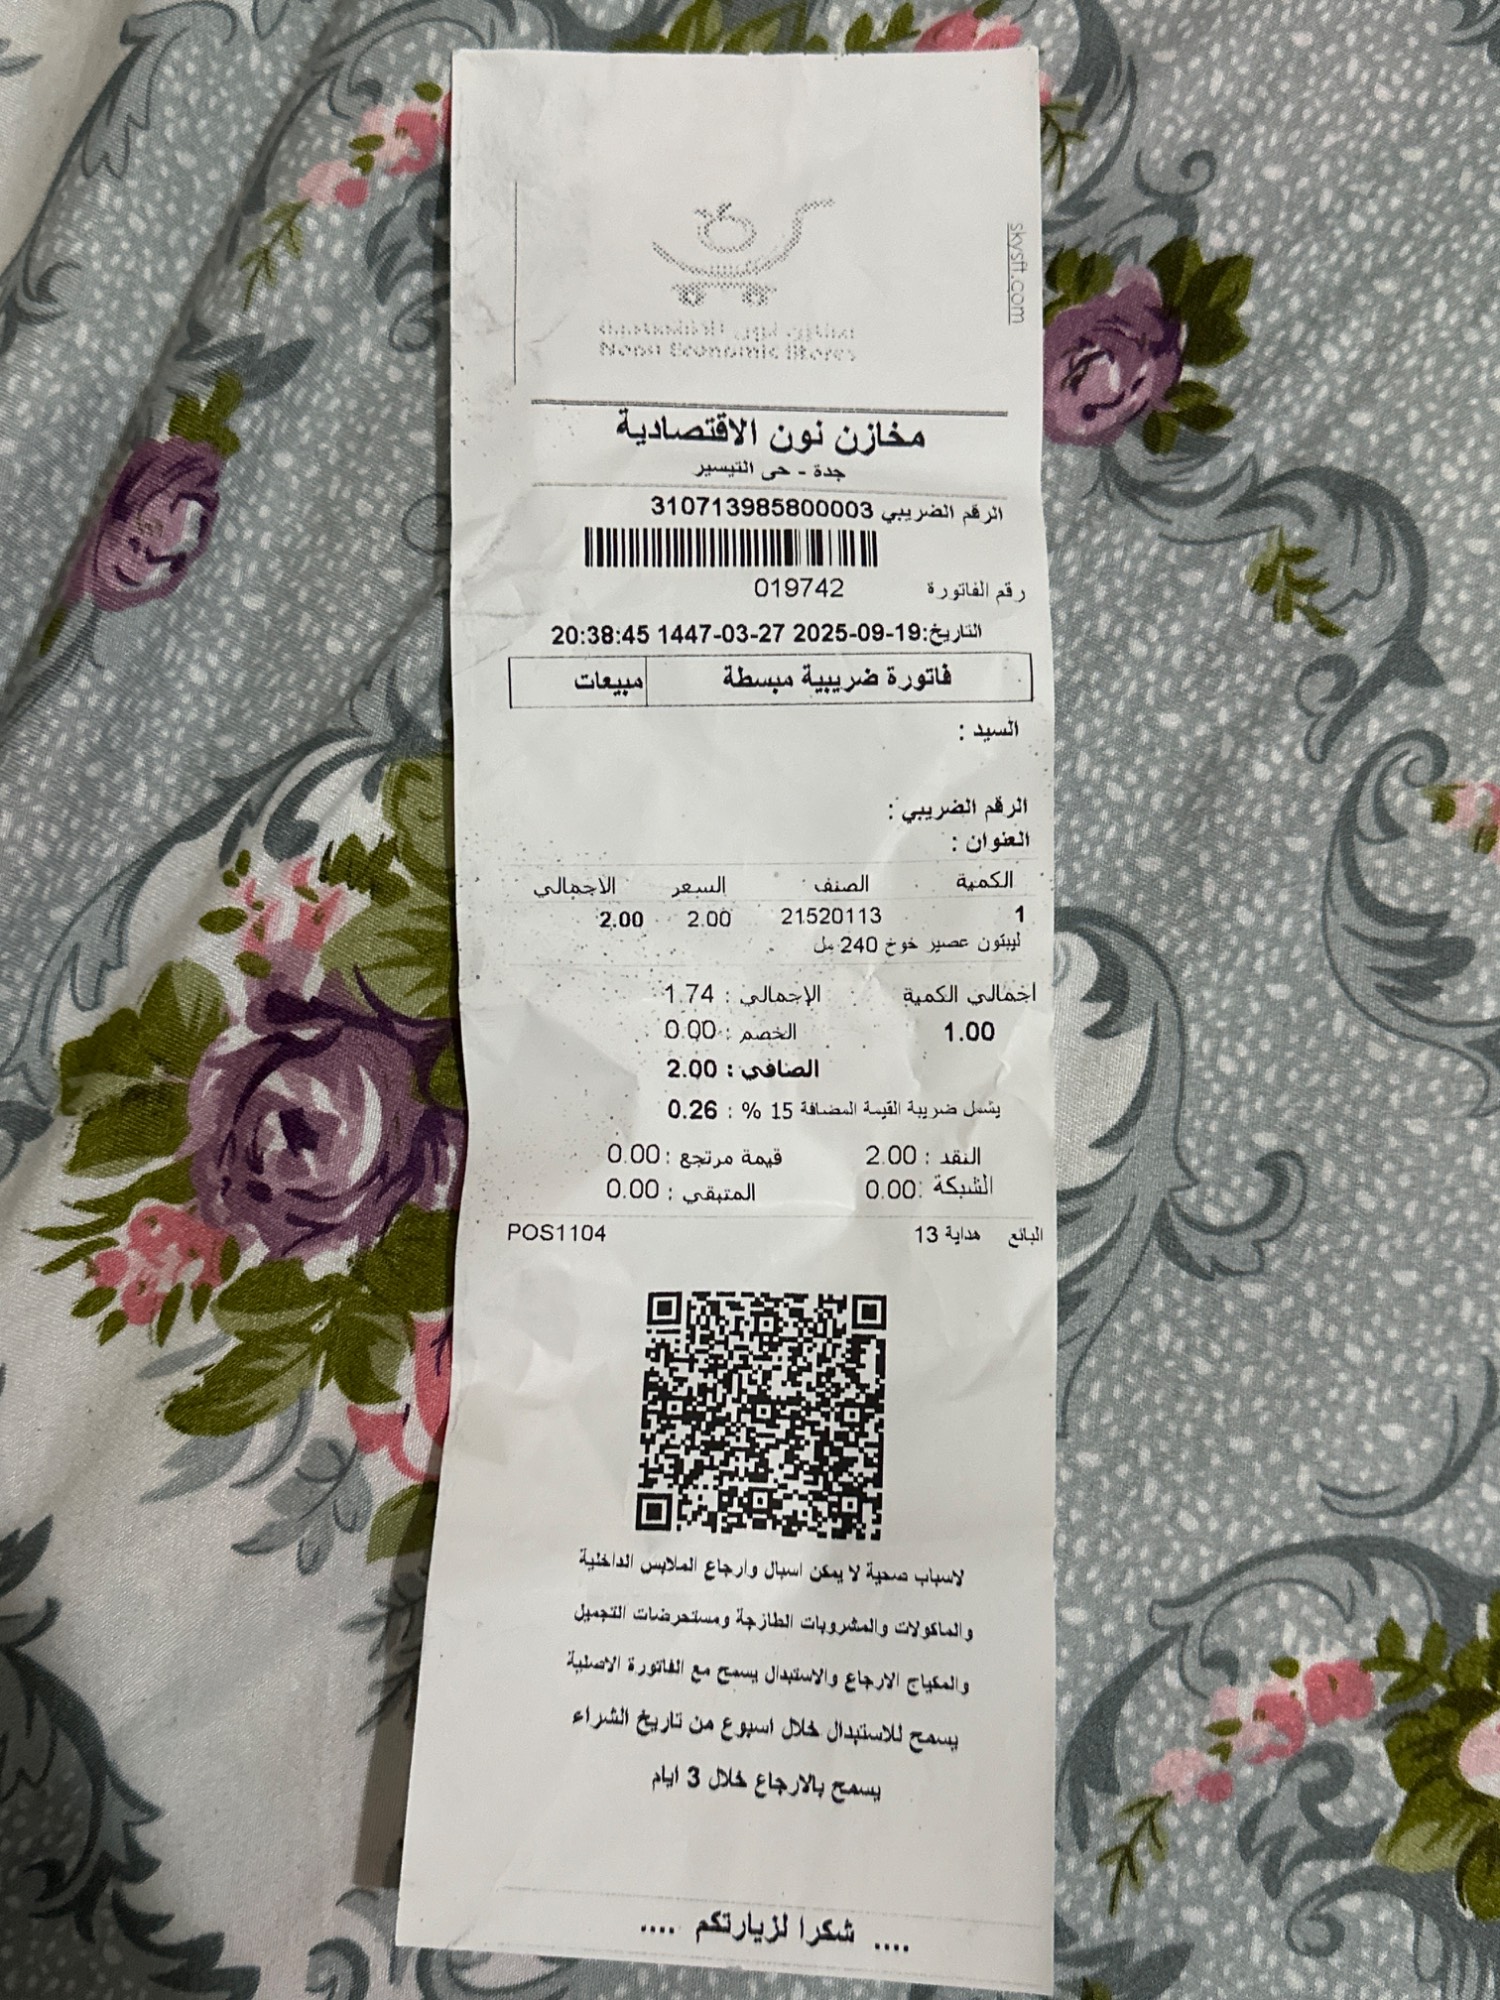 skysft.com
Noon Economic Stores
مخازن نون الاقتصادية
جدة - حى التيسير
الرقم الضريبي 310713985800003
رقم الفاتورة 019742
التاريخ:19-09-2025 27-03-1447 20:38:45
فاتورة ضريبية مبسطة مبيعات
السيد :
الرقم الضريبي :
العنوان :
الكمية الصنف السعر الاجمالي
1 21520113 2.00 2.00
ليبتون عصير خوخ 240 مل
اجمالي الكمية الإجمالي : 1.74
1.00 الخصم : 0.00
الصافي : 2.00
يشمل ضريبة القيمة المضافة 15 % : 0.26
النقد : 2.00 قيمة مرتجع : 0.00
الشبكة : 0.00 المتبقي : 0.00
البائع هداية 13 POS1104
لاسباب صحية لا يمكن اسبال وارجاع الملابس الداخلية
والماكولات والمشروبات الطازجة ومستحرضات التجميل
والمكياج الارجاع والاستبدال يسمح مع الفاتورة الاصلية
يسمح للاستبدال خلال اسبوع من تاريخ الشراء
يسمح بالارجاع خلال 3 ايام
.... شكرا لزيارتكم ....